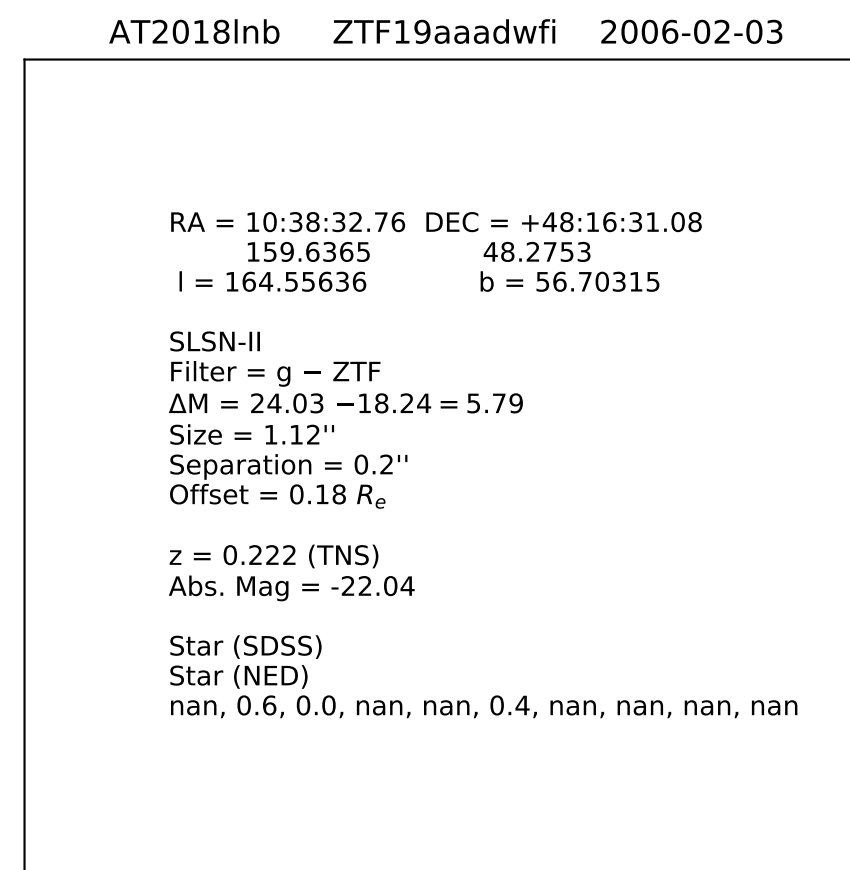 AT2018lnb ZTF19aaadwfi 2006-02-03
RA = 10:38:32.76 DEC = +48:16:31.08
159.6365 48.2753
l = 164.55636 b = 56.70315
SLSN-II
Filter = g − ZTF
ΔM = 24.03 −18.24 = 5.79
Size = 1.12''
Separation = 0.2''
Offset = 0.18 Rₑ
z = 0.222 (TNS)
Abs. Mag = -22.04
Star (SDSS)
Star (NED)
nan, 0.6, 0.0, nan, nan, 0.4, nan, nan, nan, nan